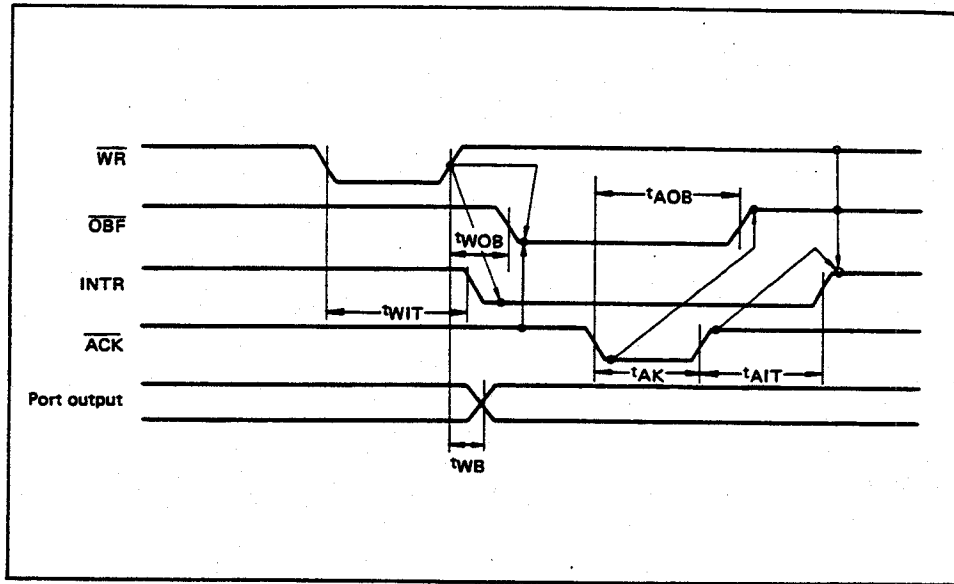 WR
tAOB
OBF
tWOB
INTR
tWIT
ACK
tAK
tAIT
Port output
tWB